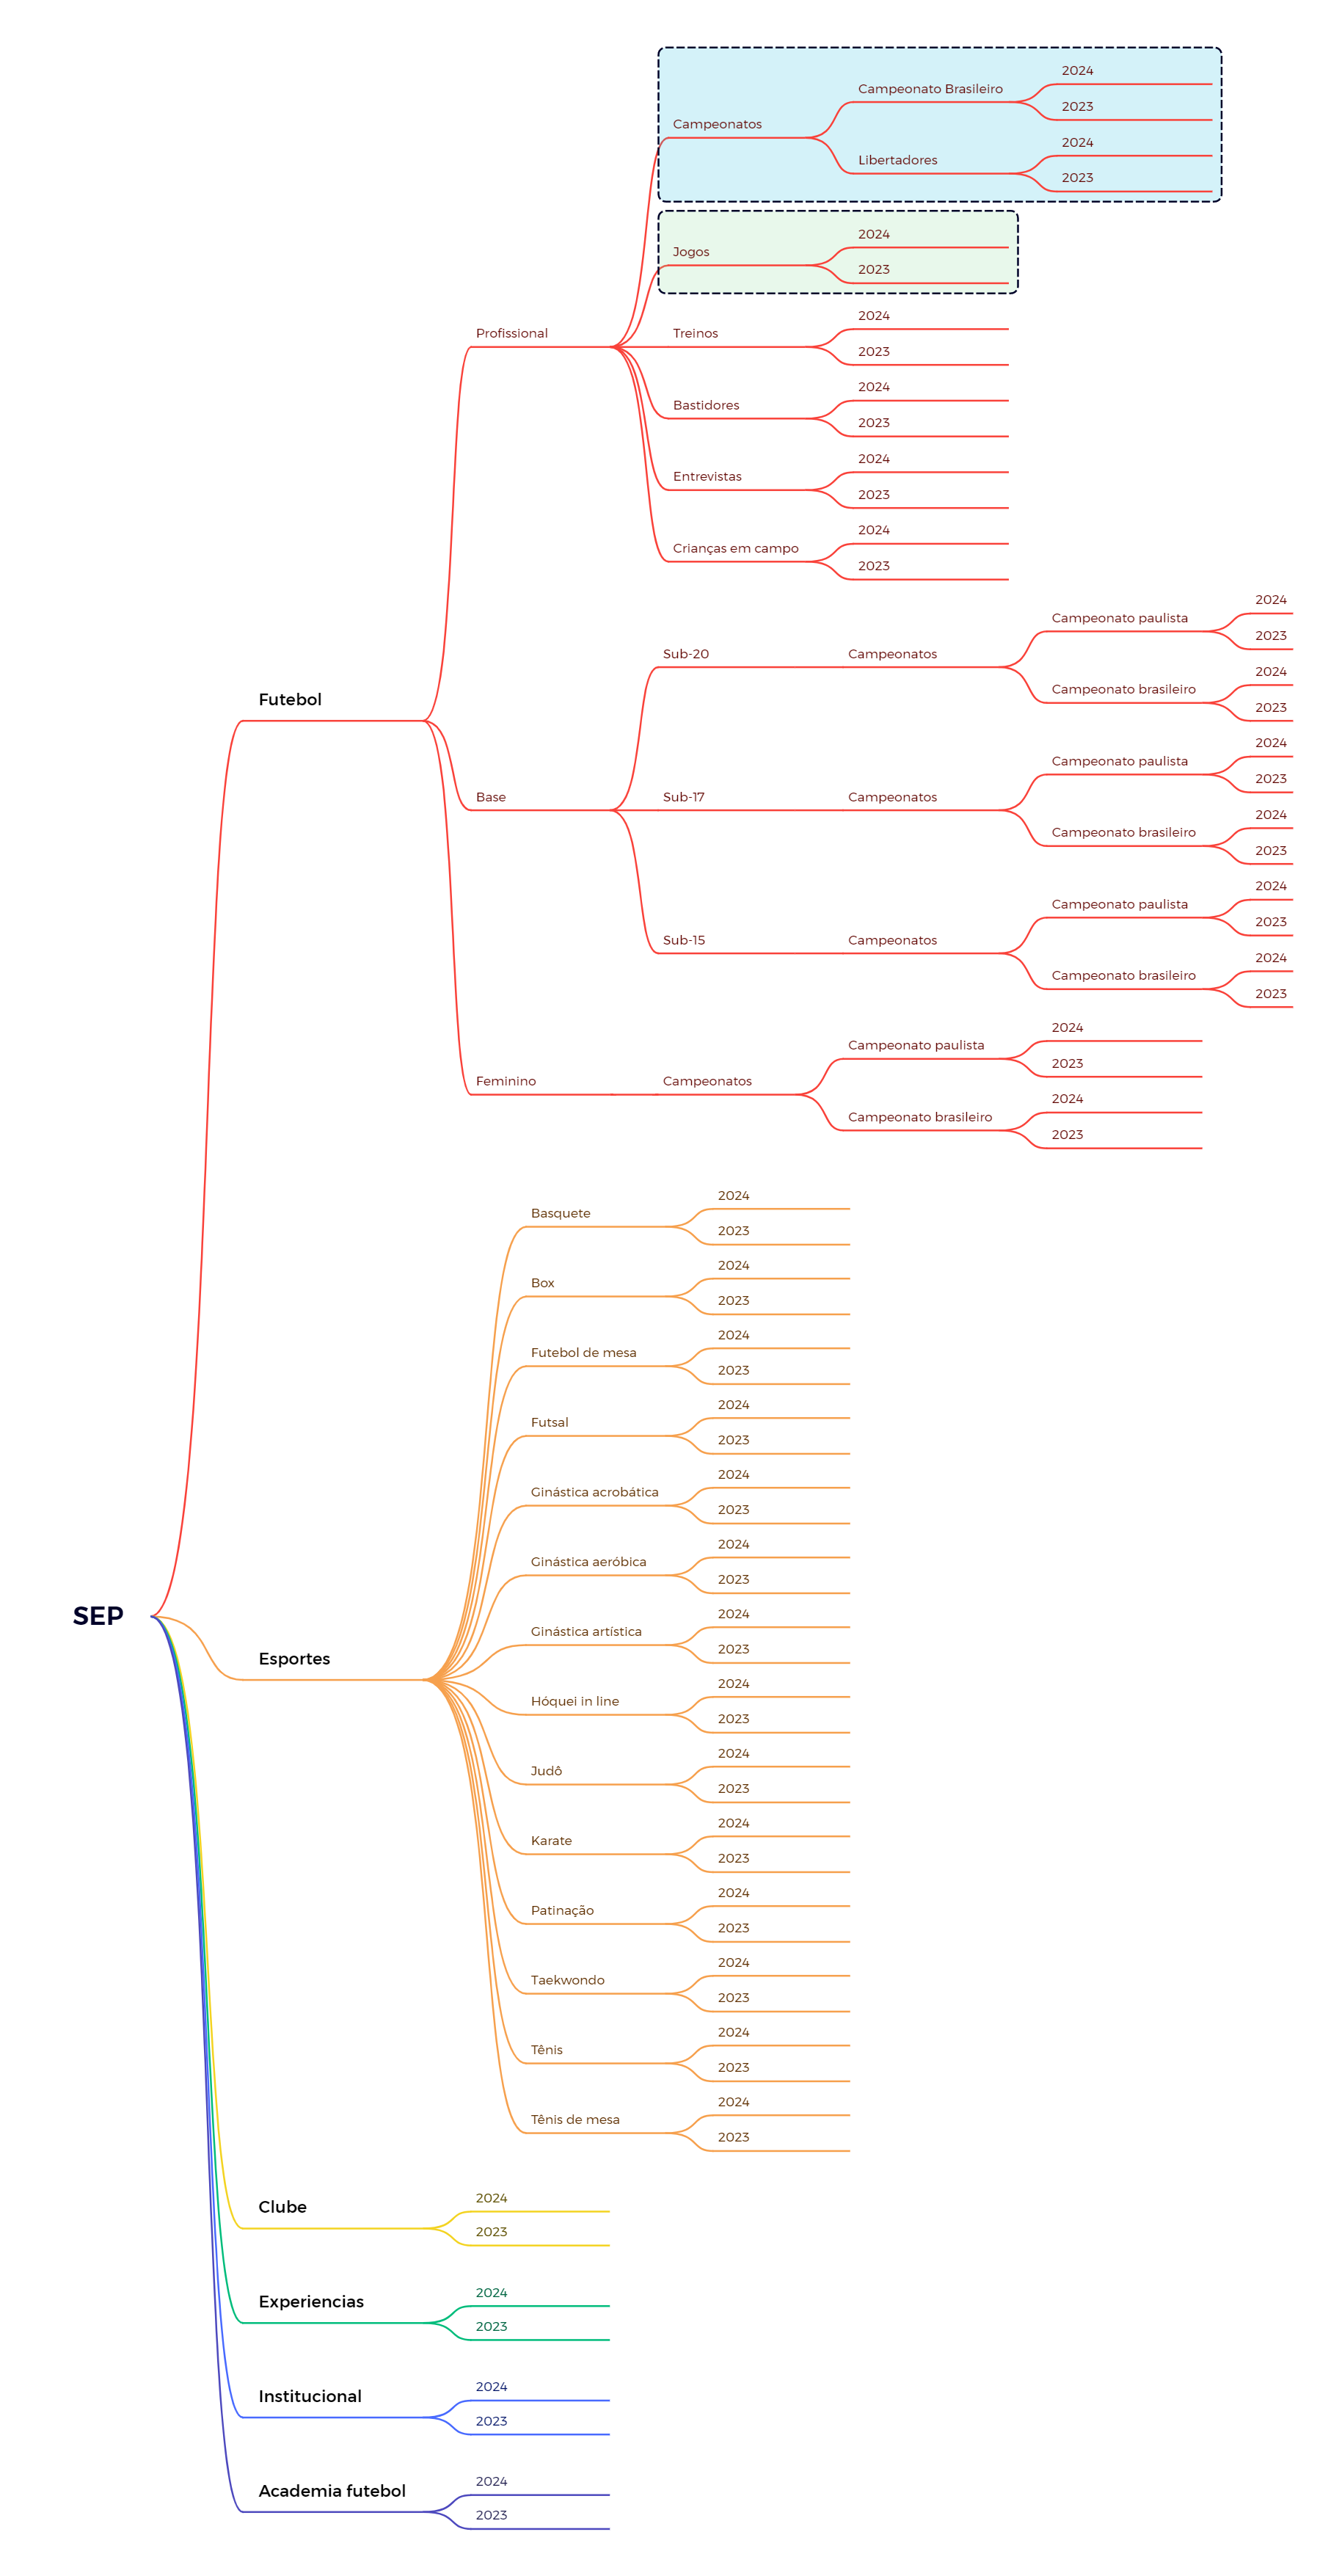 SEP
Futebol
Profissional
Campeonatos
Campeonato Brasileiro
2024
2023
Libertadores
2024
2023
Jogos
2024
2023
Treinos
2024
2023
Bastidores
2024
2023
Entrevistas
2024
2023
Crianças em campo
2024
2023
Base
Sub-20
Campeonatos
Campeonato paulista
2024
2023
Campeonato brasileiro
2024
2023
Sub-17
Campeonatos
Campeonato paulista
2024
2023
Campeonato brasileiro
2024
2023
Sub-15
Campeonatos
Campeonato paulista
2024
2023
Campeonato brasileiro
2024
2023
Feminino
Campeonatos
Campeonato paulista
2024
2023
Campeonato brasileiro
2024
2023
Esportes
Basquete
2024
2023
Box
2024
2023
Futebol de mesa
2024
2023
Futsal
2024
2023
Ginástica acrobática
2024
2023
Ginástica aeróbica
2024
2023
Ginástica artística
2024
2023
Hóquei in line
2024
2023
Judô
2024
2023
Karate
2024
2023
Patinação
2024
2023
Taekwondo
2024
2023
Tênis
2024
2023
Tênis de mesa
2024
2023
Clube
2024
2023
Experiencias
2024
2023
Institucional
2024
2023
Academia futebol
2024
2023